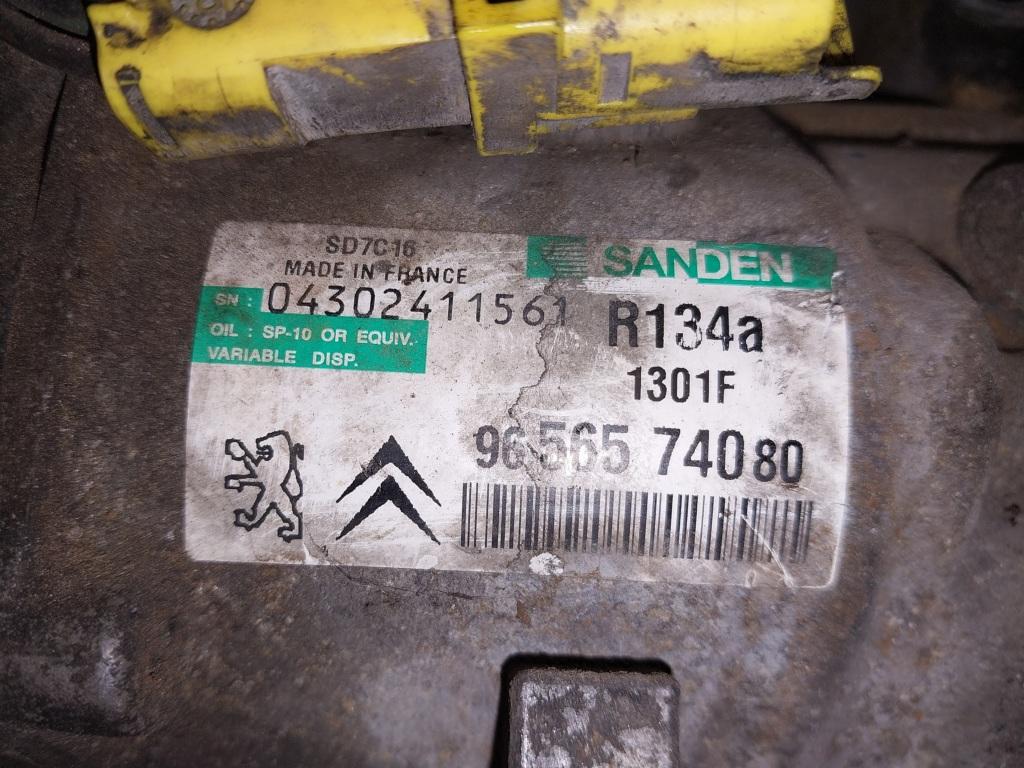 SD7C16
MADE IN FRANCE
SANDEN
SN : 04302411561
R134a
OIL : SP-10 OR EQUIV.
VARIABLE DISP.
1301F
96 565 740 80